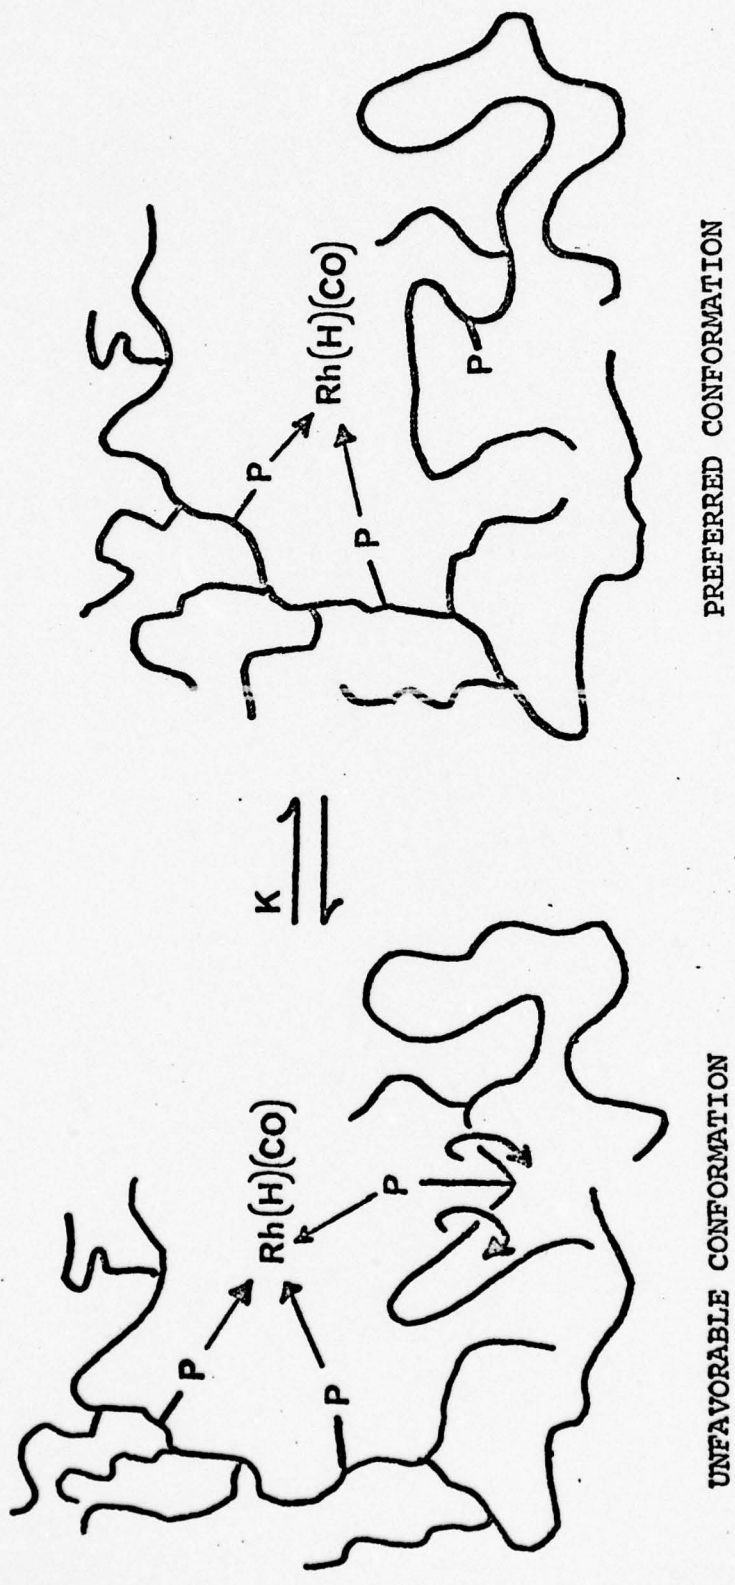 P
P
Rh(H)(CO)
P
K
P
P
Rh(H)(CO)
P
UNFAVORABLE CONFORMATION
PREFERRED CONFORMATION